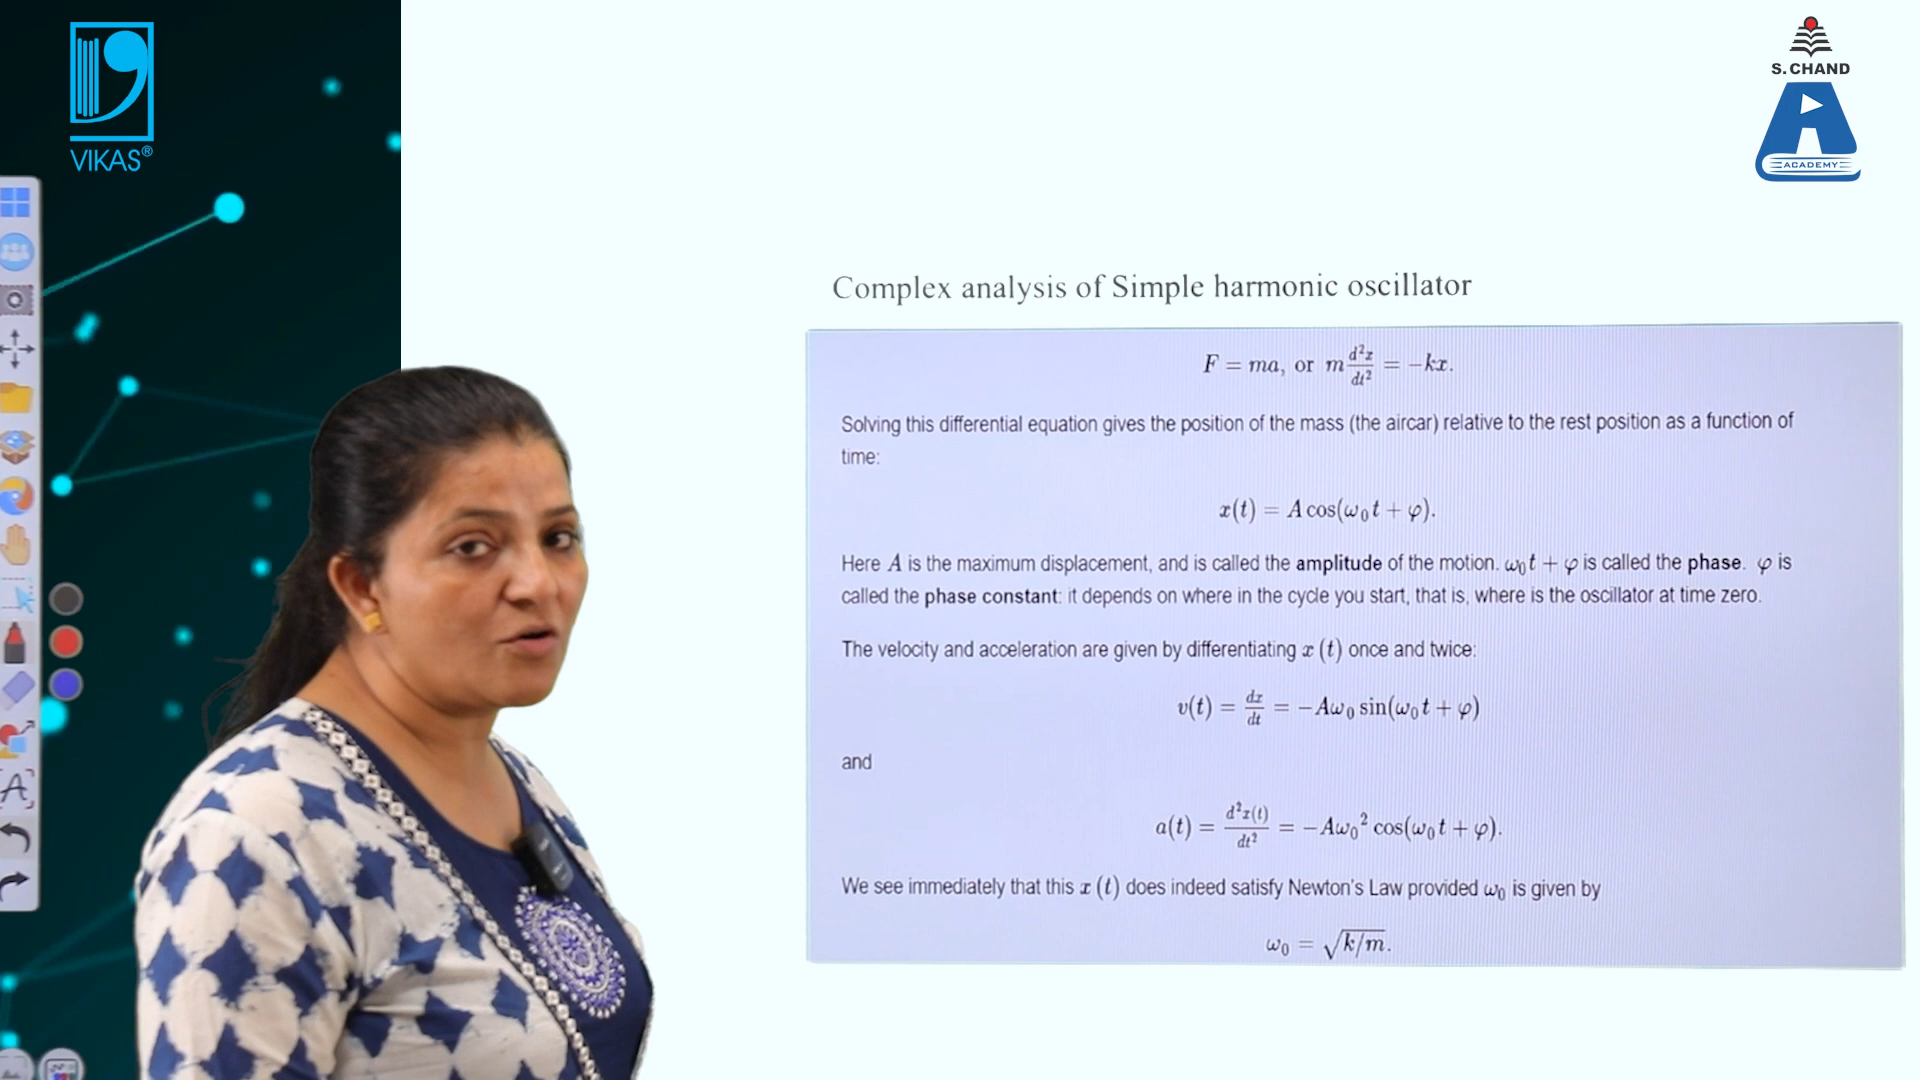 VIKAS®
S. CHAND
ACADEMY
Complex analysis of Simple harmonic oscillator
F = ma, or m d²x/dt² = −kx.
Solving this differential equation gives the position of the mass (the aircar) relative to the rest position as a function of
time:
x(t) = A cos(ω₀t + φ).
Here A is the maximum displacement, and is called the amplitude of the motion. ω₀t + φ is called the phase. φ is
called the phase constant: it depends on where in the cycle you start, that is, where is the oscillator at time zero.
The velocity and acceleration are given by differentiating x (t) once and twice:
v(t) = dx/dt = −Aω₀ sin(ω₀t + φ)
and
a(t) = d²x(t)/dt² = −Aω₀² cos(ω₀t + φ).
We see immediately that this x (t) does indeed satisfy Newton's Law provided ω₀ is given by
ω₀ = √k/m.